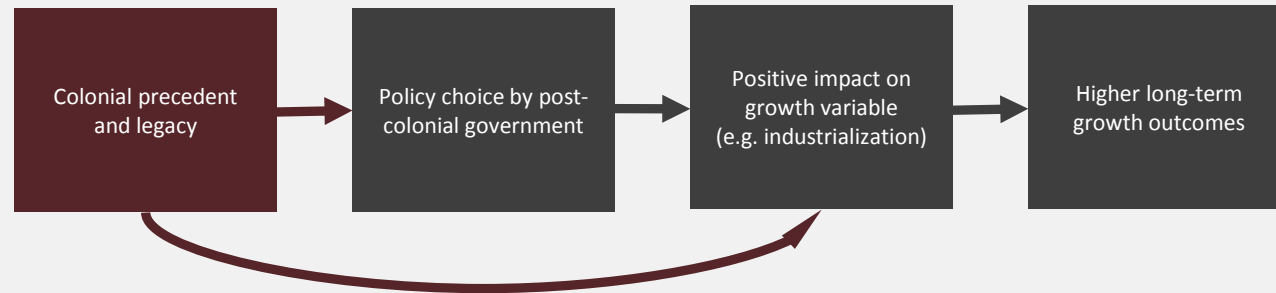 Colonial precedent
and legacy
Policy choice by post-
colonial government
Positive impact on
growth variable
(e.g. industrialization)
Higher long-term
growth outcomes